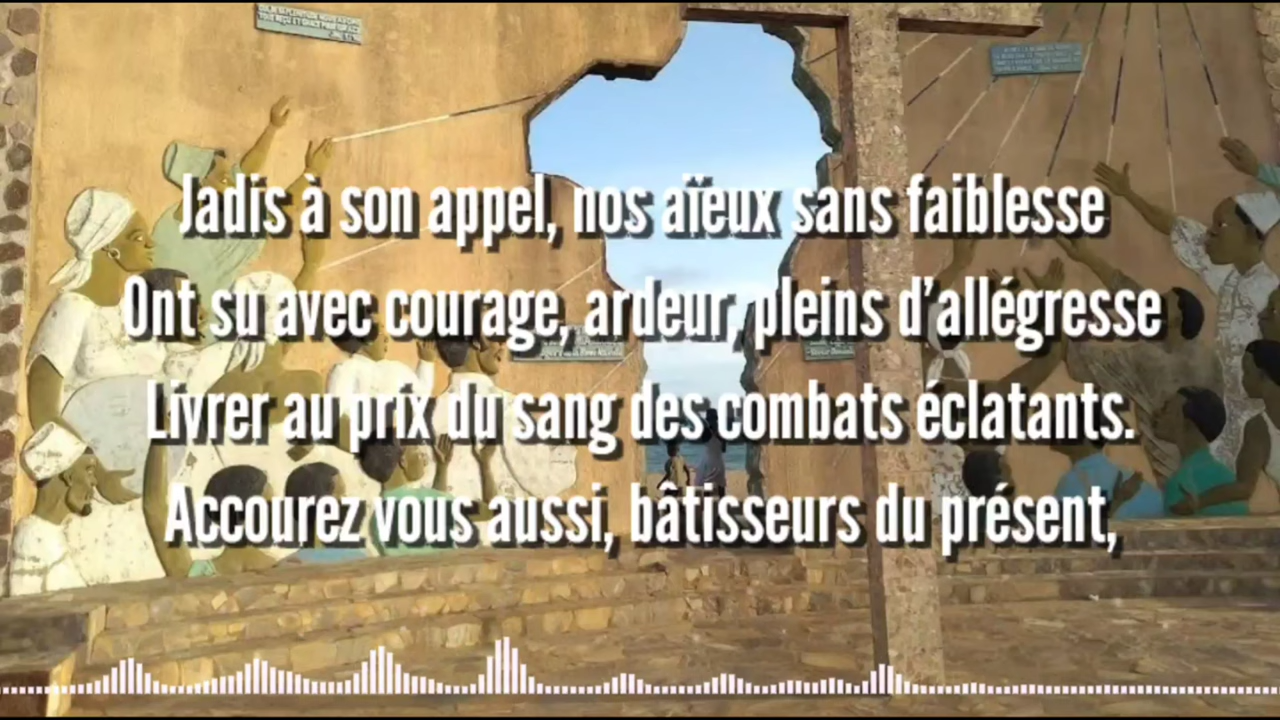 Jadis à son appel, nos aïeux sans faiblesse
Ont su avec courage, ardeur, pleins d'allégresse
Livrer au prix du sang des combats éclatants.
Accourez vous aussi, bâtisseurs du présent,